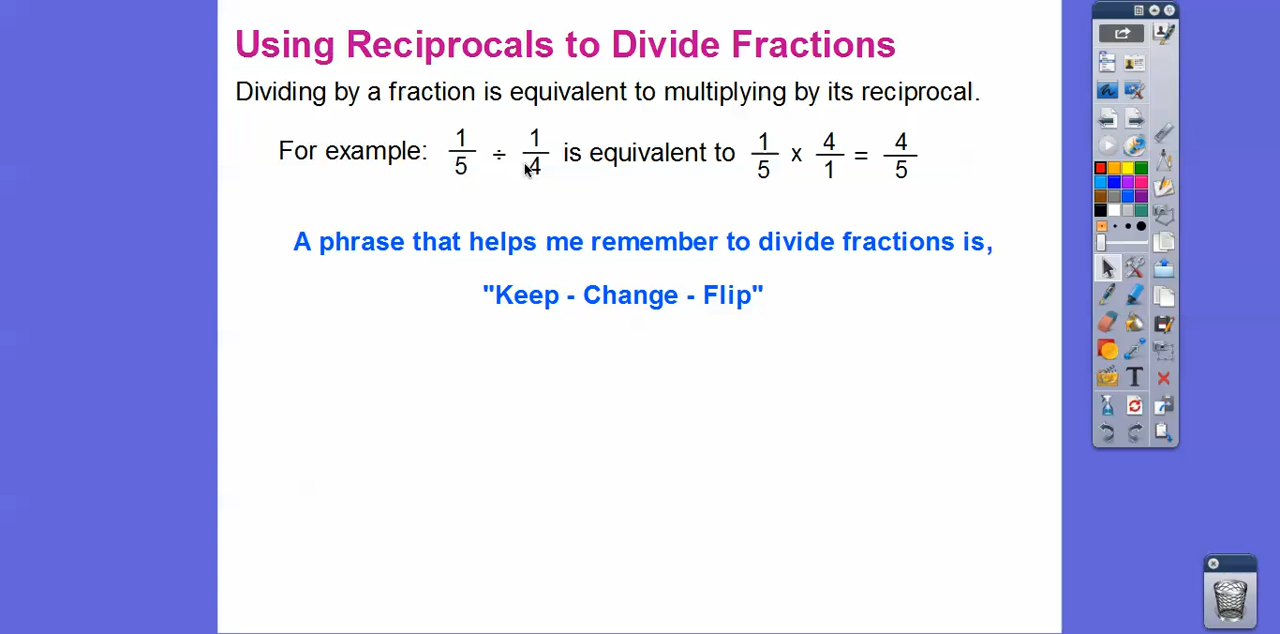 Using Reciprocals to Divide Fractions
Dividing by a fraction is equivalent to multiplying by its reciprocal.
For example: 1/5 ÷ 1/4 is equivalent to 1/5 x 4/1 = 4/5
A phrase that helps me remember to divide fractions is,
"Keep - Change - Flip"
T